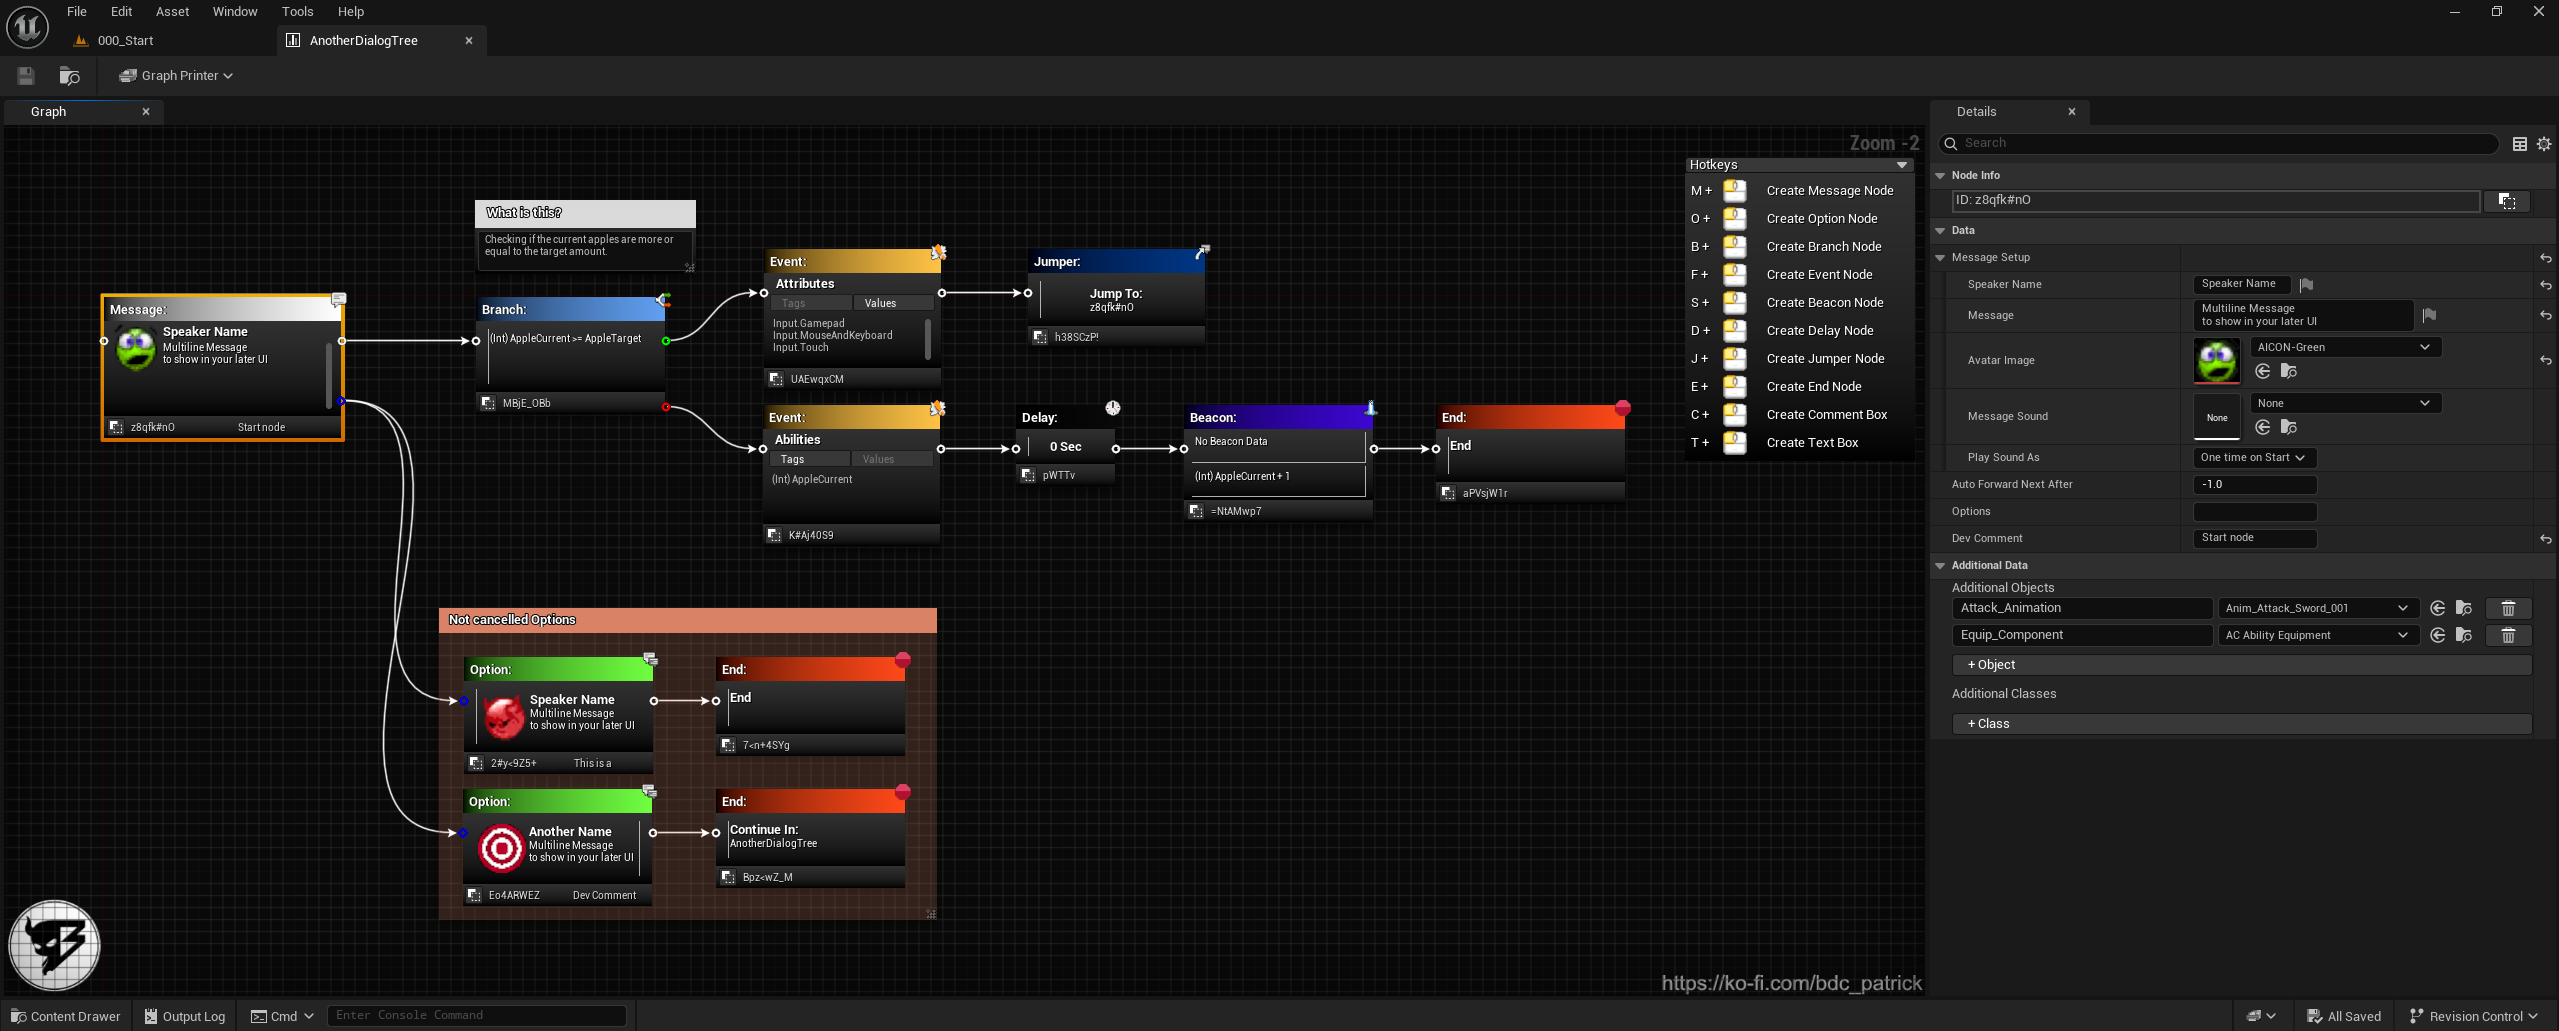 File Edit Asset Window Tools Help
000_Start
AnotherDialogTree
Graph Printer
Graph
Zoom -2
What is this?
Checking if the current apples are more or
equal to the target amount.
Message:
Speaker Name
Multiline Message
to show in your later UI
z8qfk#nO Start node
Branch:
(Int) AppleCurrent >= AppleTarget
MBjE_OBb
Event:
Attributes
Tags Values
Input.Gamepad
Input.MouseAndKeyboard
Input.Touch
UAEwqxCM
Jumper:
Jump To:
z8qfk#nO
h38SCzP!
Event:
Abilities
Tags Values
(Int) AppleCurrent
K#Aj40S9
Delay:
0 Sec
pWTTv
Beacon:
No Beacon Data
(Int) AppleCurrent + 1
=NtAMwp7
End:
End
aPVsjW1r
Not cancelled Options
Option:
Speaker Name
Multiline Message
to show in your later UI
2#y<9Z5+ This is a
End:
End
7<n+4SYg
Option:
Another Name
Multiline Message
to show in your later UI
Eo4ARWEZ Dev Comment
End:
Continue In:
AnotherDialogTree
Bpz<wZ_M
Hotkeys
M + Create Message Node
O + Create Option Node
B + Create Branch Node
F + Create Event Node
S + Create Beacon Node
D + Create Delay Node
J + Create Jumper Node
E + Create End Node
C + Create Comment Box
T + Create Text Box
https://ko-fi.com/bdc_patrick
Details
Search
Node Info
ID: z8qfk#nO
Data
Message Setup
Speaker Name Speaker Name
Message Multiline Message
to show in your later UI
Avatar Image AICON-Green
Message Sound None None
Play Sound As One time on Start
Auto Forward Next After -1.0
Options
Dev Comment Start node
Additional Data
Additional Objects
Attack_Animation Anim_Attack_Sword_001
Equip_Component AC Ability Equipment
+ Object
Additional Classes
+ Class
Content Drawer Output Log Cmd Enter Console Command
All Saved Revision Control